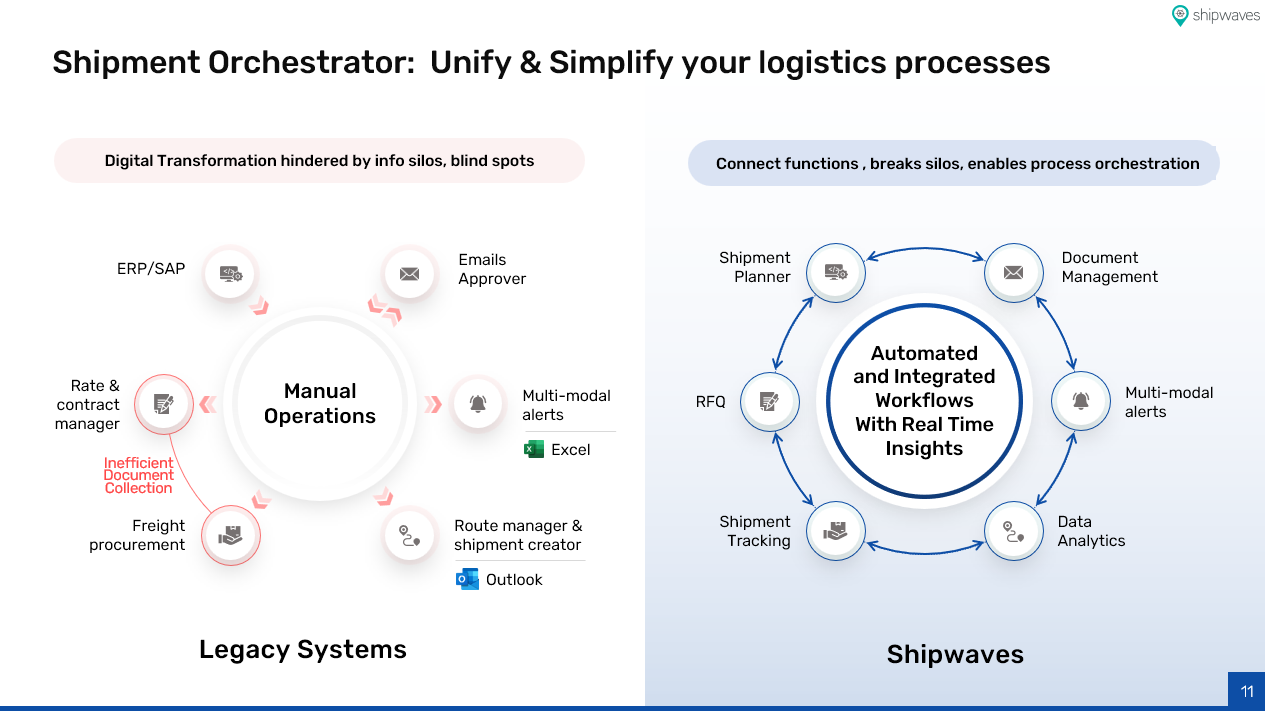 shipwaves
Shipment Orchestrator:  Unify & Simplify your logistics processes
Digital Transformation hindered by info silos, blind spots
ERP/SAP
Emails
Approver
Rate &
contract
manager
Manual
Operations
Multi-modal
alerts
Excel
Inefficient
Document
Collection
Freight
procurement
Route manager &
shipment creator
Outlook
Legacy Systems
Connect functions , breaks silos, enables process orchestration
Shipment
Planner
Document
Management
RFQ
Automated
and Integrated
Workflows
With Real Time
Insights
Multi-modal
alerts
Shipment
Tracking
Data
Analytics
Shipwaves
11